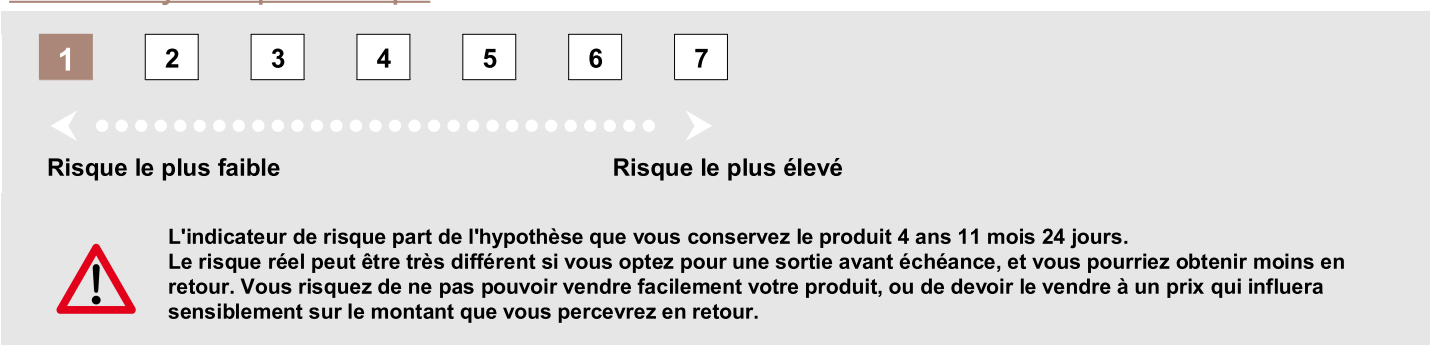 1 2 3 4 5 6 7
Risque le plus faible Risque le plus élevé
L'indicateur de risque part de l'hypothèse que vous conservez le produit 4 ans 11 mois 24 jours.
Le risque réel peut être très différent si vous optez pour une sortie avant échéance, et vous pourriez obtenir moins en
retour. Vous risquez de ne pas pouvoir vendre facilement votre produit, ou de devoir le vendre à un prix qui influera
sensiblement sur le montant que vous percevrez en retour.